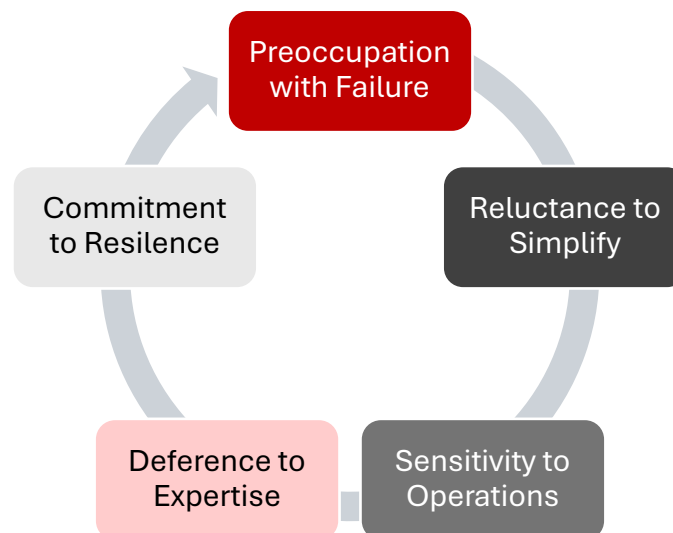 Preoccupation
with Failure
Reluctance to
Simplify
Sensitivity to
Operations
Deference to
Expertise
Commitment
to Resilence